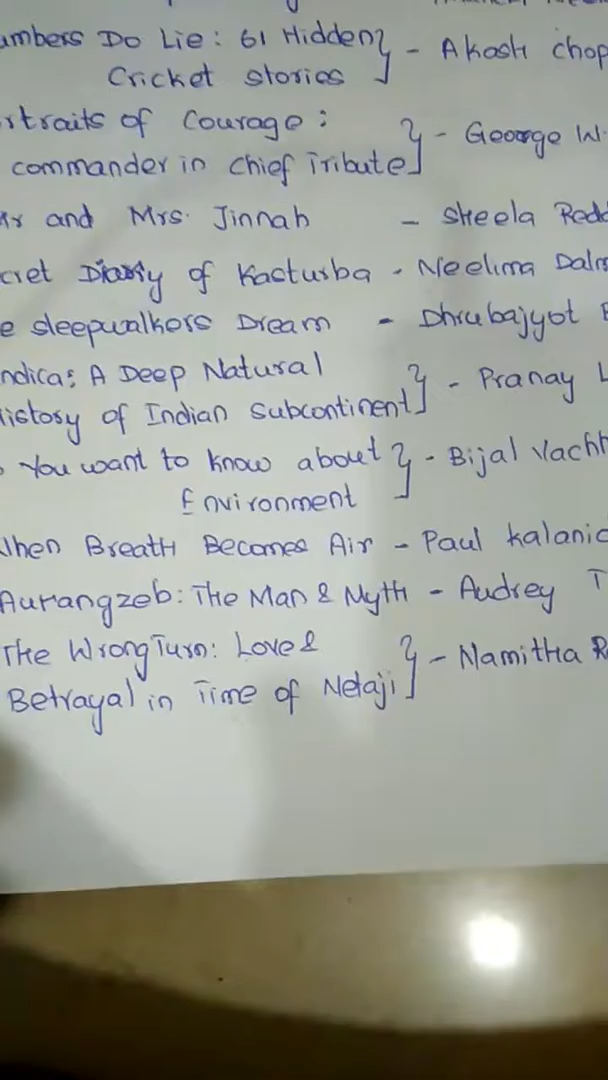 umbers Do Lie: 61 Hidden } - Akash chop
Cricket stories
rtraits of Courage: } - George W.
commander in chief Tribute
Mr and Mrs. Jinnah - Sheela Redd
cret Diary of Kasturba - Neelima Dalm
e sleepwalkers Dream - Dhrubajyot B
ndica: A Deep Natural } - Pranay L
History of Indian Subcontinent
o You want to know about } - Bijal Vachh
Environment
When Breath Becomes Air - Paul Kalanic
Aurangzeb: The Man & Myth - Audrey T
The Wrong Turn: Love & } - Namitha R
Betrayal in Time of Netaji